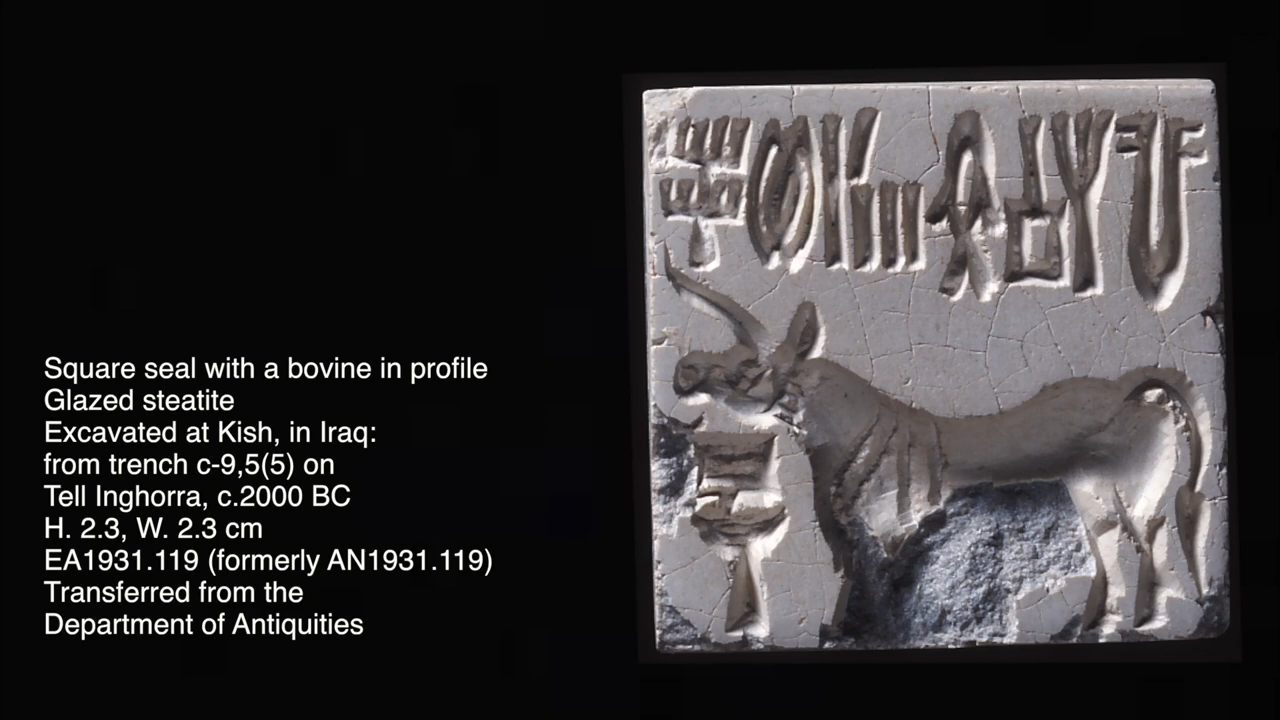 Square seal with a bovine in profile
Glazed steatite
Excavated at Kish, in Iraq:
from trench c-9,5(5) on
Tell Inghorra, c.2000 BC
H. 2.3, W. 2.3 cm
EA1931.119 (formerly AN1931.119)
Transferred from the
Department of Antiquities